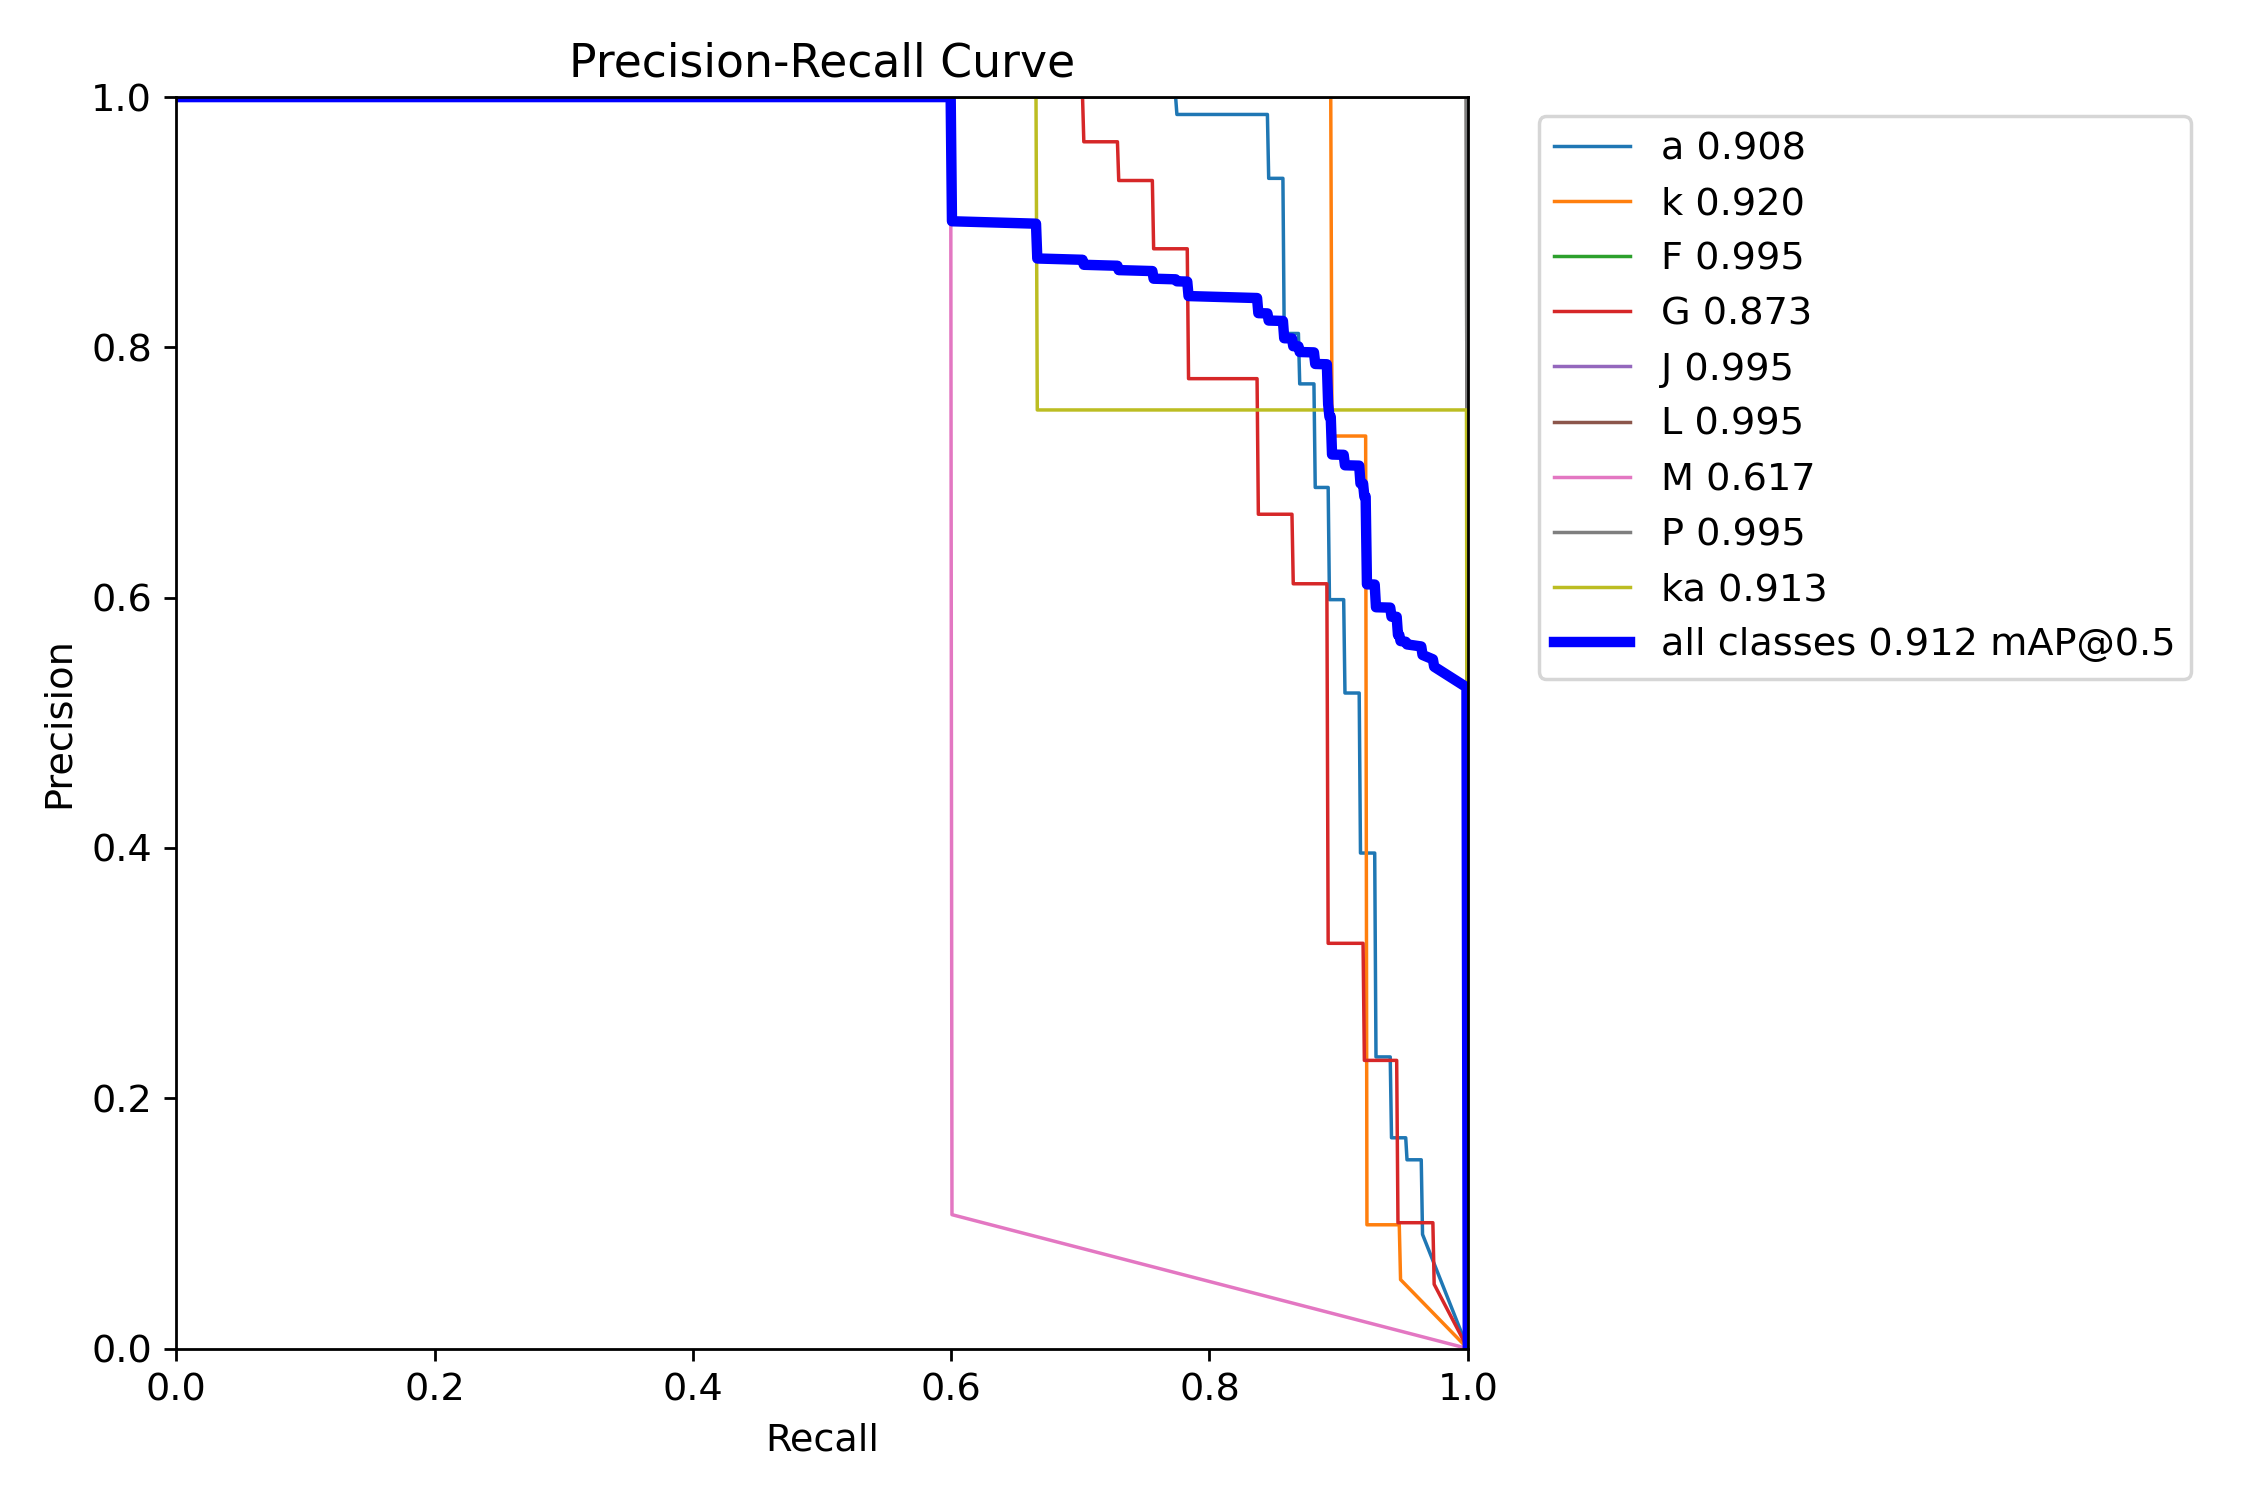 Precision-Recall Curve
1.0
0.8
0.6
0.4
0.2
0.0
Precision
0.0 0.2 0.4 0.6 0.8 1.0
Recall
a 0.908
k 0.920
F 0.995
G 0.873
J 0.995
L 0.995
M 0.617
P 0.995
ka 0.913
all classes 0.912 mAP@0.5